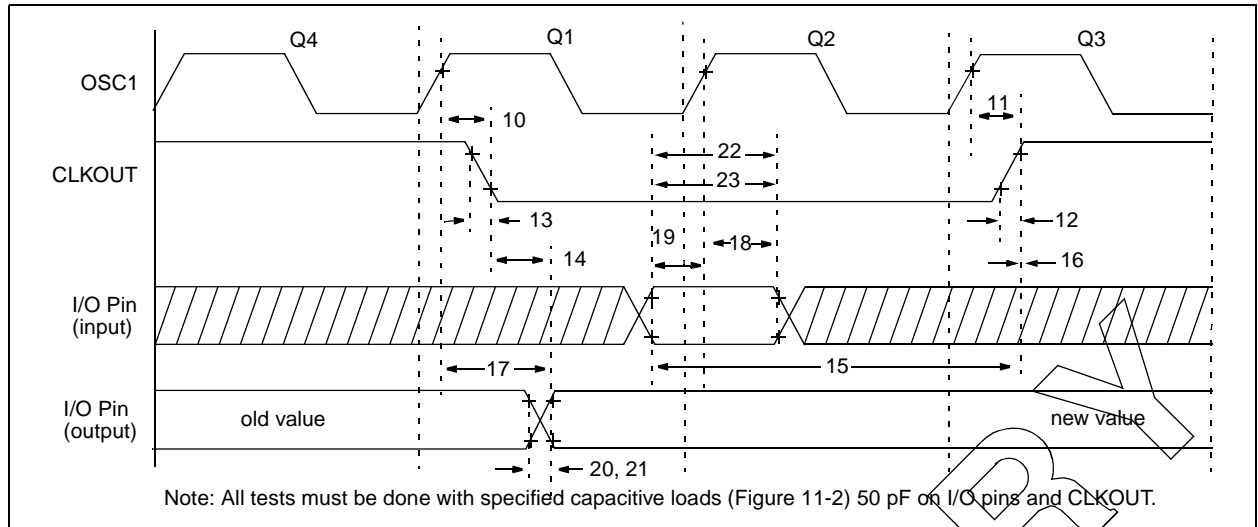 Q4 Q1 Q2 Q3
OSC1
11
10
22
CLKOUT
23
13
12
19
18
14
16
I/O Pin
(input)
17
15
I/O Pin
(output)
old value
new value
20, 21
Note: All tests must be done with specified capacitive loads (Figure 11-2) 50 pF on I/O pins and CLKOUT.
R Y